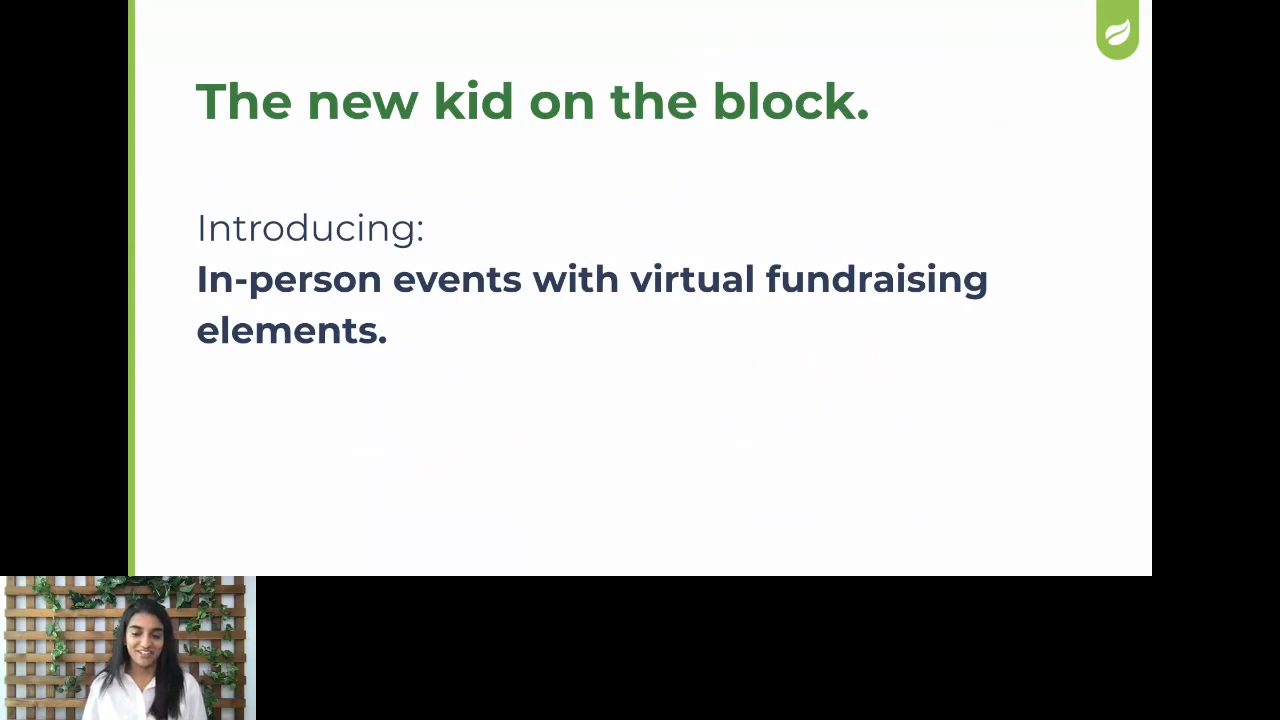 The new kid on the block.
Introducing:
In-person events with virtual fundraising
elements.